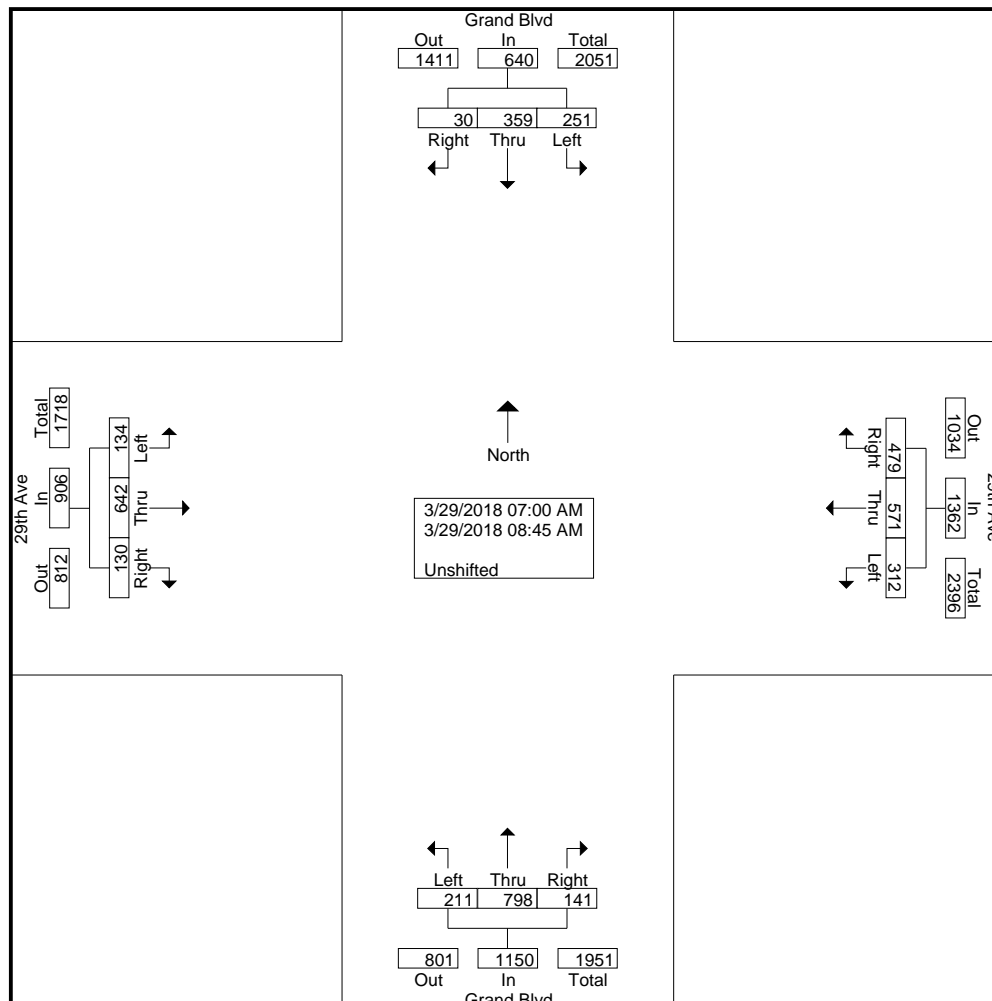 Grand Blvd
Out In Total
1411 640 2051
30 359 251
Right Thru Left
29th Ave
Total In Out
1718 906 812
134 642 130
Left Thru Right
North
3/29/2018 07:00 AM
3/29/2018 08:45 AM
Unshifted
Right Thru Left
479 571 312
1034 1362 2396
Out In Total
29th Ave
Left Thru Right
211 798 141
801 1150 1951
Out In Total
Grand Blvd